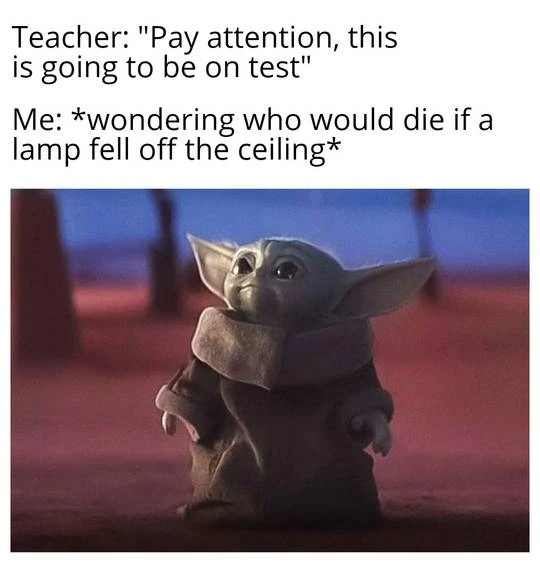 Teacher: "Pay attention, this
is going to be on test"
Me: *wondering who would die if a
lamp fell off the ceiling*